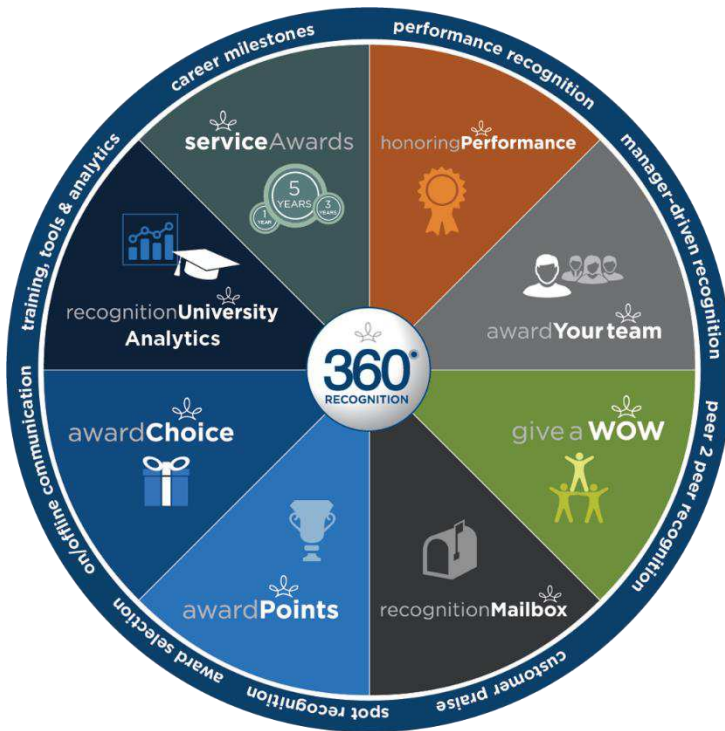 career milestones
performance recognition
manager-driven recognition
peer 2 peer recognition
customer praise
spot recognition
award selection
on/offline communication
training, tools & analytics
serviceAwards
1
YEAR
5
YEARS
3
YEARS
honoringPerformance
awardYourteam
give a WOW
recognitionMailbox
awardPoints
awardChoice
recognitionUniversity
Analytics
360°
RECOGNITION